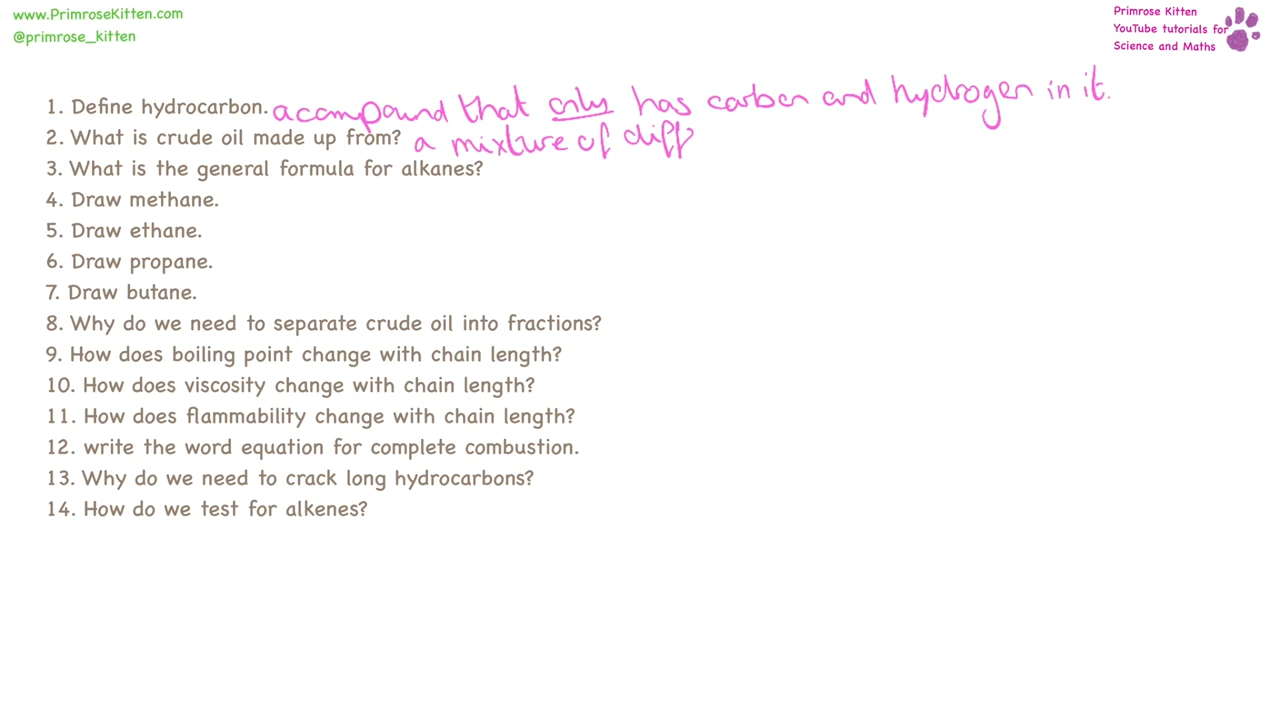 www.PrimroseKitten.com
@primrose_kitten
Primrose Kitten
YouTube tutorials for
Science and Maths
1. Define hydrocarbon. a compound that only has carbon and hydrogen in it.
2. What is crude oil made up from? a mixture of diff
3. What is the general formula for alkanes?
4. Draw methane.
5. Draw ethane.
6. Draw propane.
7. Draw butane.
8. Why do we need to separate crude oil into fractions?
9. How does boiling point change with chain length?
10. How does viscosity change with chain length?
11. How does flammability change with chain length?
12. write the word equation for complete combustion.
13. Why do we need to crack long hydrocarbons?
14. How do we test for alkenes?